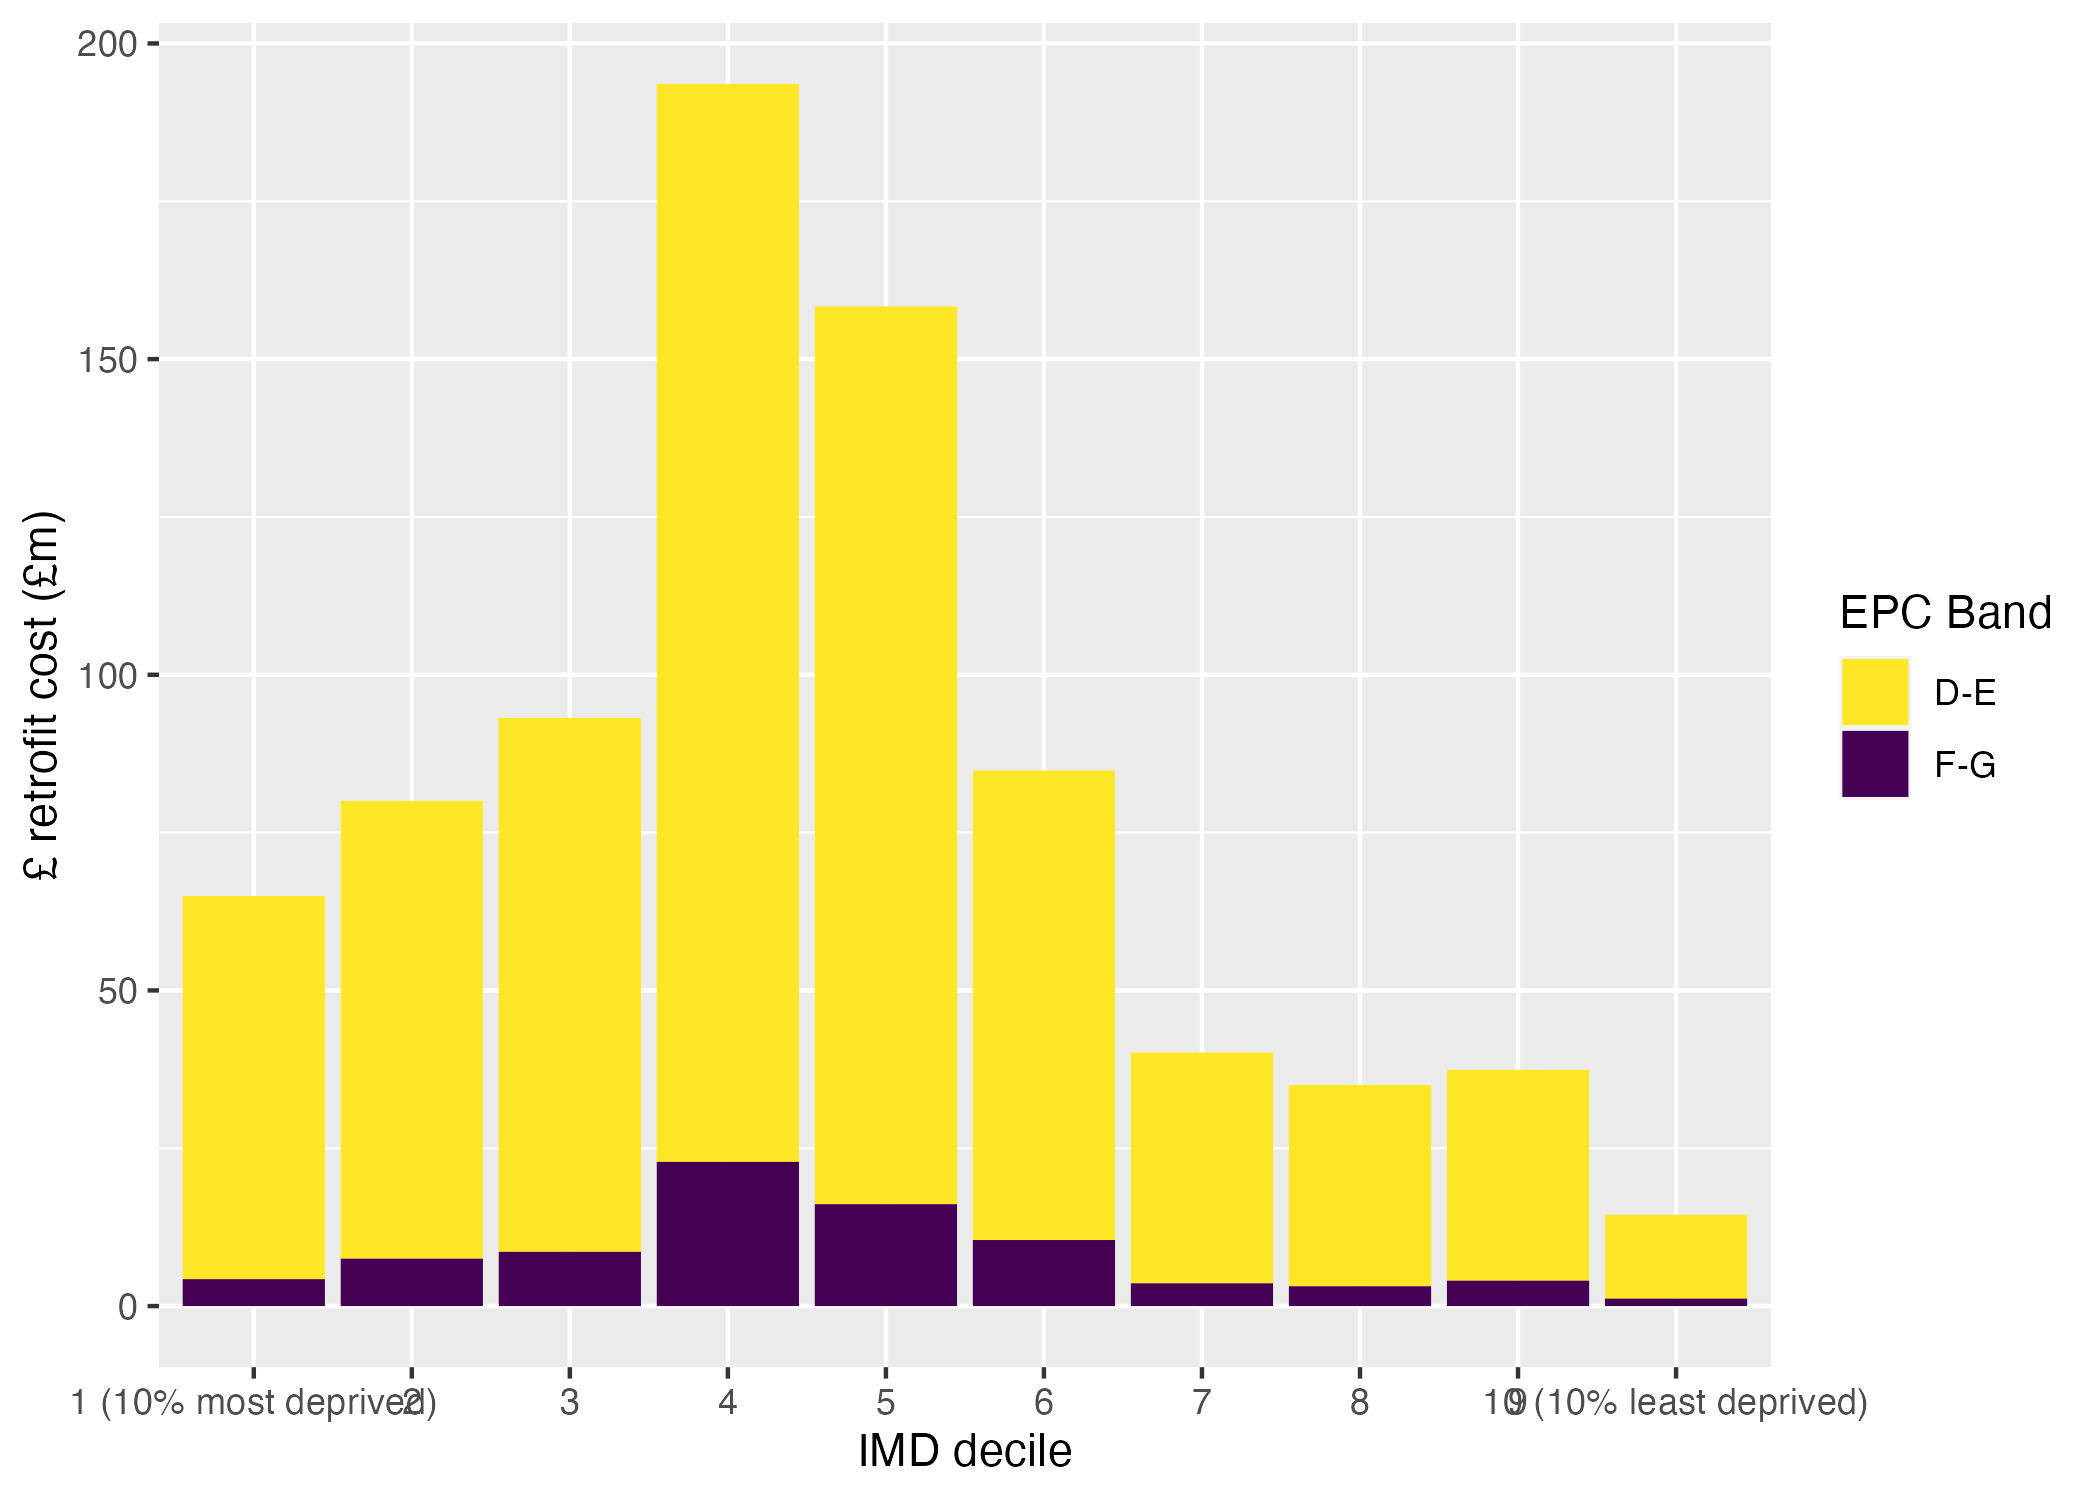 200
150
100
50
0
£ retrofit cost (£m)
1 (10% most deprived)
2
3
4
5
6
7
8
9
10 (10% least deprived)
IMD decile
EPC Band
D-E
F-G